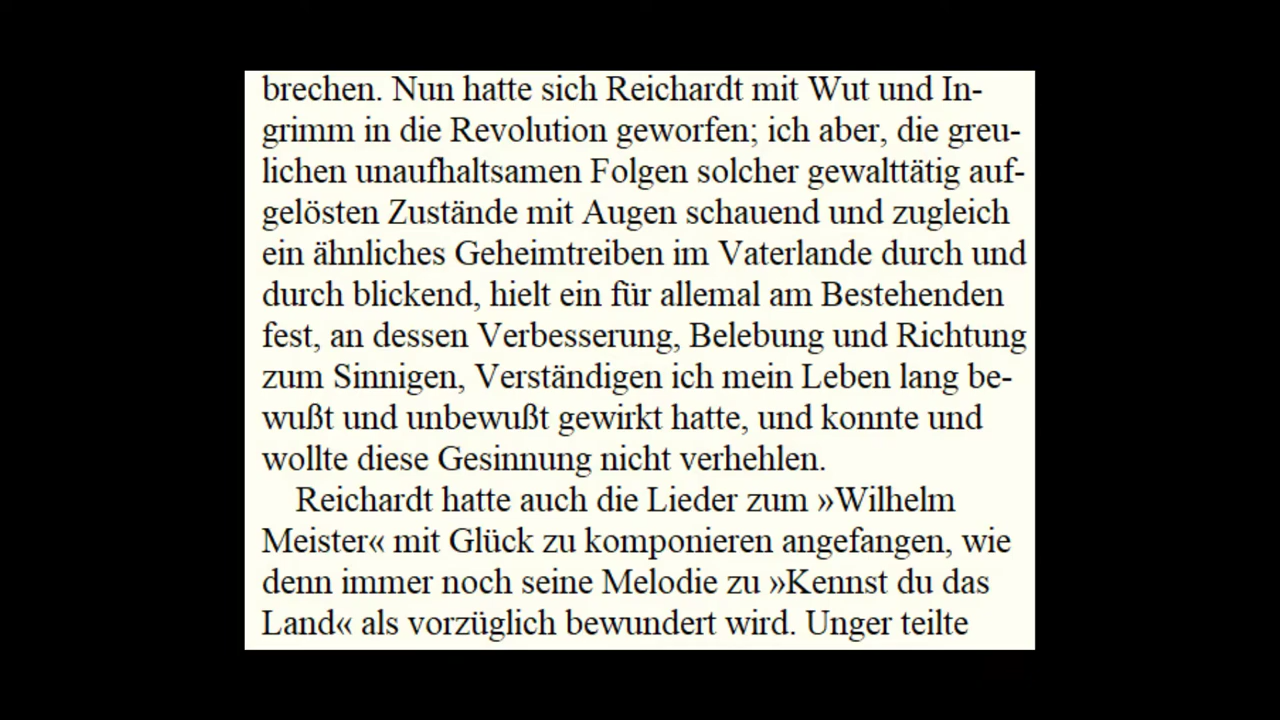 brechen. Nun hatte sich Reichardt mit Wut und In-
grimm in die Revolution geworfen; ich aber, die greu-
lichen unaufhaltsamen Folgen solcher gewalttätig auf-
gelösten Zustände mit Augen schauend und zugleich
ein ähnliches Geheimtreiben im Vaterlande durch und
durch blickend, hielt ein für allemal am Bestehenden
fest, an dessen Verbesserung, Belebung und Richtung
zum Sinnigen, Verständigen ich mein Leben lang be-
wußt und unbewußt gewirkt hatte, und konnte und
wollte diese Gesinnung nicht verhehlen.
Reichardt hatte auch die Lieder zum »Wilhelm
Meister« mit Glück zu komponieren angefangen, wie
denn immer noch seine Melodie zu »Kennst du das
Land« als vorzüglich bewundert wird. Unger teilte